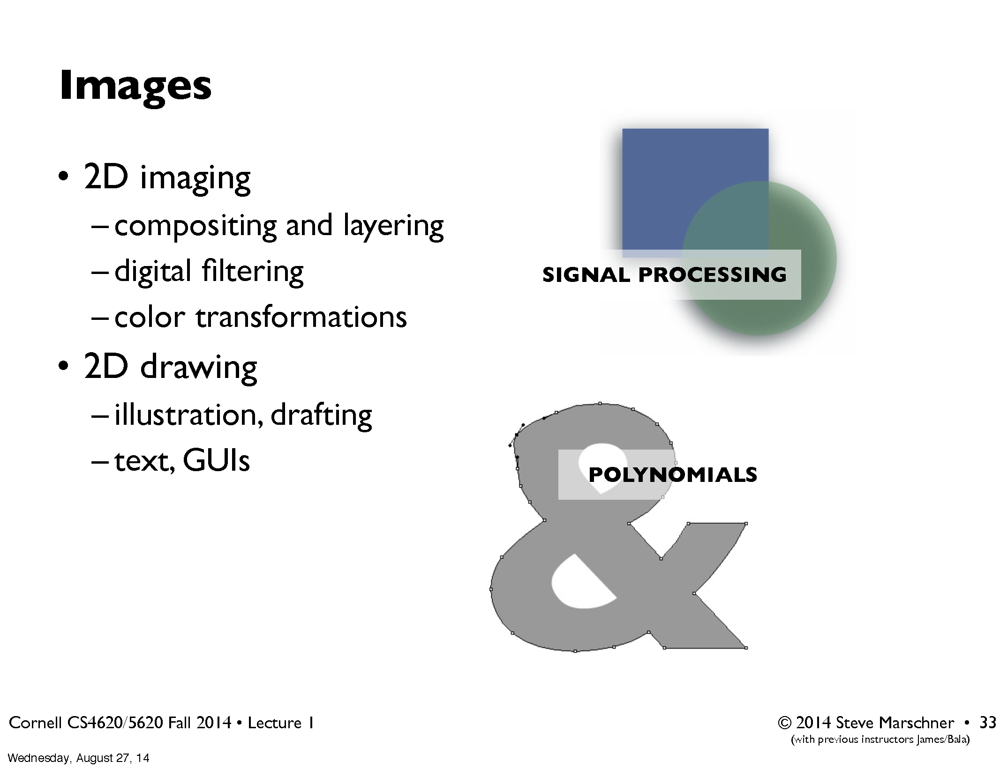 Images
• 2D imaging
– compositing and layering
– digital filtering
– color transformations
• 2D drawing
– illustration, drafting
– text, GUIs
SIGNAL PROCESSING
&
POLYNOMIALS
Cornell CS4620/5620 Fall 2014 • Lecture 1
© 2014 Steve Marschner • 33
(with previous instructors James/Bala)
Wednesday, August 27, 14